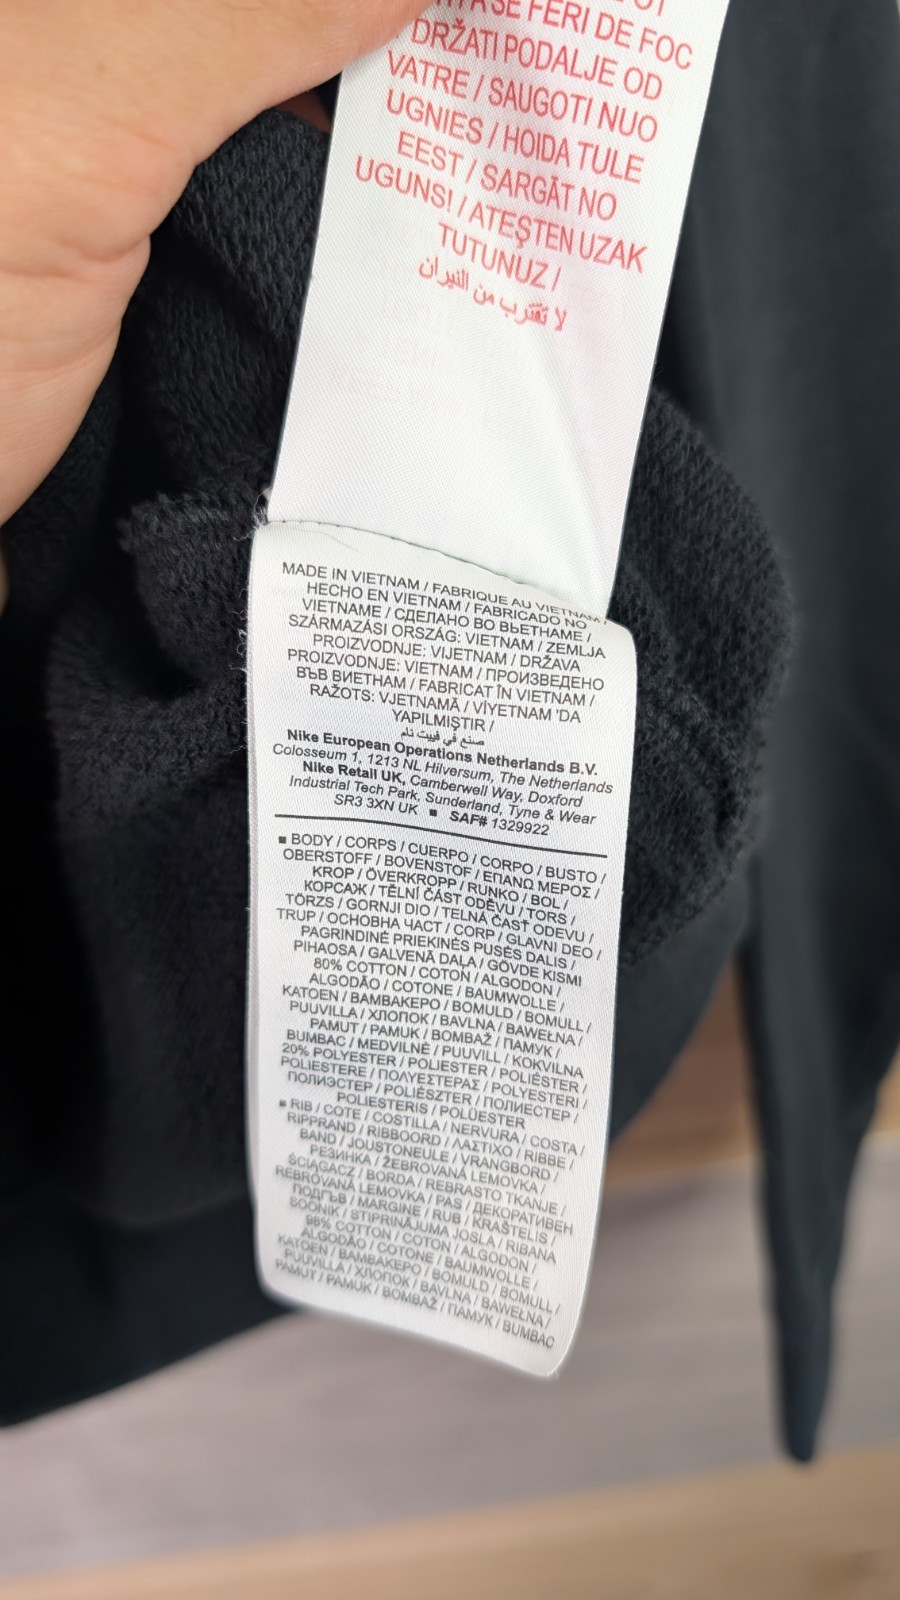 SE FERI DE FOC
DRŽATI PODALJE OD
VATRE / SAUGOTI NUO
UGNIES / HOIDA TULE
EEST / SARGĀT NO
UGUNS! / ATEŞTEN UZAK
TUTUNUZ /
لا تقترب من النيران
MADE IN VIETNAM / FABRIQUE AU VIETNAM /
HECHO EN VIETNAM / FABRICADO NO
VIETNAME / СДЕЛАНО ВО ВЬЕТНАМЕ /
SZÁRMAZÁSI ORSZÁG: VIETNAM / ZEMLJA
PROIZVODNJE: VIJETNAM / DRŽAVA
PROIZVODNJE: VIETNAM / ПРОИЗВЕДЕНО
ВЪВ ВИЕТНАМ / FABRICAT ÎN VIETNAM /
RAŽOTS: VJETNAMĀ / VİYETNAM 'DA
YAPILMIŞTIR /
صنع في فييت نام
Nike European Operations Netherlands B.V.
Colosseum 1, 1213 NL Hilversum, The Netherlands
Nike Retail UK, Camberwell Way, Doxford
Industrial Tech Park, Sunderland, Tyne & Wear
SR3 3XN UK ▪ SAF# 1329922
▪ BODY / CORPS / CUERPO / CORPO / BUSTO /
OBERSTOFF / BOVENSTOF / ΕΠΑΝΩ ΜΕΡΟΣ /
KROP / ÖVERKROPP / RUNKO / BOL /
КОРСАЖ / TĚLNÍ ČÁST ODĚVU / TORS /
TÖRZS / GORNJI DIO / TELNÁ ČASŤ ODEVU /
TRUP / ОСНОВНА ЧАСТ / CORP / GLAVNI DEO /
PAGRINDINĖ PRIEKINĖS PUSĖS DALIS /
PIHAOSA / GALVENĀ DAĻA / GÖVDE KISMI
80% COTTON / COTON / ALGODON /
ALGODÃO / COTONE / BAUMWOLLE /
KATOEN / ΒΑΜΒΑΚΕΡΟ / BOMULD / BOMULL /
PUUVILLA / ХЛОПОК / BAVLNA / BAWEŁNA /
PAMUT / PAMUK / BOMBAŽ / ПАМУК /
BUMBAC / MEDVILNĖ / PUUVILL / KOKVILNA
20% POLYESTER / POLIESTER / POLIÉSTER /
POLIESTERE / ΠΟΛΥΕΣΤΕΡΑΣ / POLYESTERI /
ПОЛИЭСТЕР / POLIÉSZTER / ПОЛИЕСТЕР /
POLIESTERIS / POLÜESTER
▪ RIB / COTE / COSTILLA / NERVURA / COSTA /
RIPPRAND / RIBBOORD / ΛΑΣΤΙΧΟ / RIBBE /
BAND / JOUSTONEULE / VRANGBORD /
РЕЗИНКА / ŽEBROVANÁ LEMOVKA /
ŚCIĄGACZ / BORDA / REBRASTO TKANJE /
REBROVANÁ LEMOVKA / PAS / ДЕКОРАТИВЕН
ПОДГЪВ / MARGINE / RUB / KRAŠTELIS /
SOONIK / STIPRINĀJUMA JOSLA / RIBANA
96% COTTON / COTON / ALGODON /
ALGODÃO / COTONE / BAUMWOLLE /
KATOEN / ΒΑΜΒΑΚΕΡΟ / BOMULD / BOMULL /
PUUVILLA / ХЛОПОК / BAVLNA / BAWEŁNA /
PAMUT / PAMUK / BOMBAŽ / ПАМУК / BUMBAC